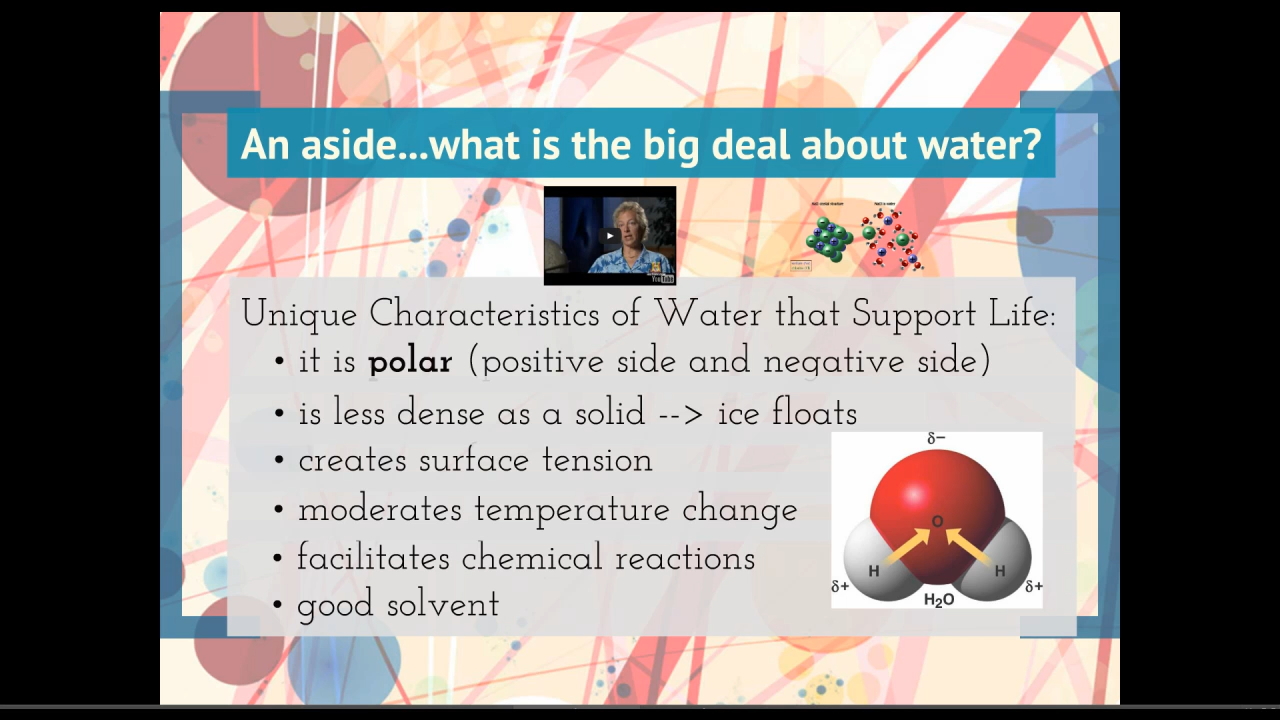 An aside...what is the big deal about water?
YouTube
Unique Characteristics of Water that Support Life:
• it is polar (positive side and negative side)
• is less dense as a solid --> ice floats
• creates surface tension
• moderates temperature change
• facilitates chemical reactions
• good solvent
δ−
O
H H
δ+ δ+
H₂O